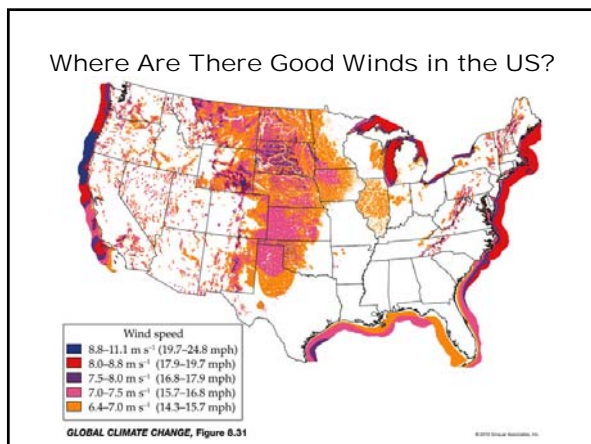 Where Are There Good Winds in the US?
Wind speed
8.8–11.1 m s⁻¹ (19.7–24.8 mph)
8.0–8.8 m s⁻¹ (17.9–19.7 mph)
7.5–8.0 m s⁻¹ (16.8–17.9 mph)
7.0–7.5 m s⁻¹ (15.7–16.8 mph)
6.4–7.0 m s⁻¹ (14.3–15.7 mph)
GLOBAL CLIMATE CHANGE, Figure 8.31
Sinauer Associates, Inc.